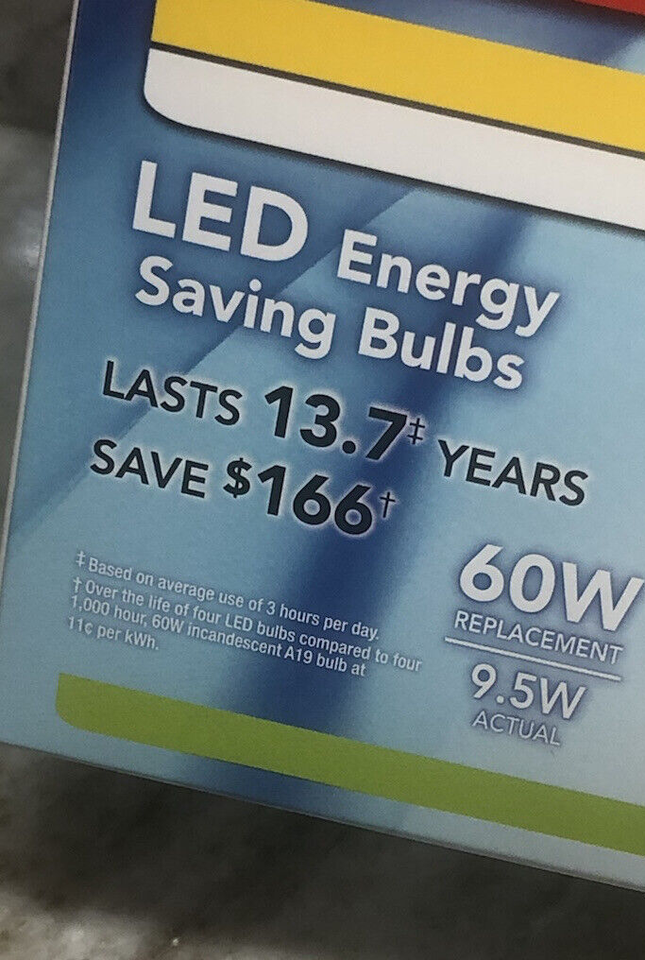 LED Energy
Saving Bulbs
LASTS 13.7‡ YEARS
SAVE $166†
‡ Based on average use of 3 hours per day.
† Over the life of four LED bulbs compared to four
1,000 hour, 60W incandescent A19 bulb at
11¢ per kWh.
60W
REPLACEMENT
9.5W
ACTUAL